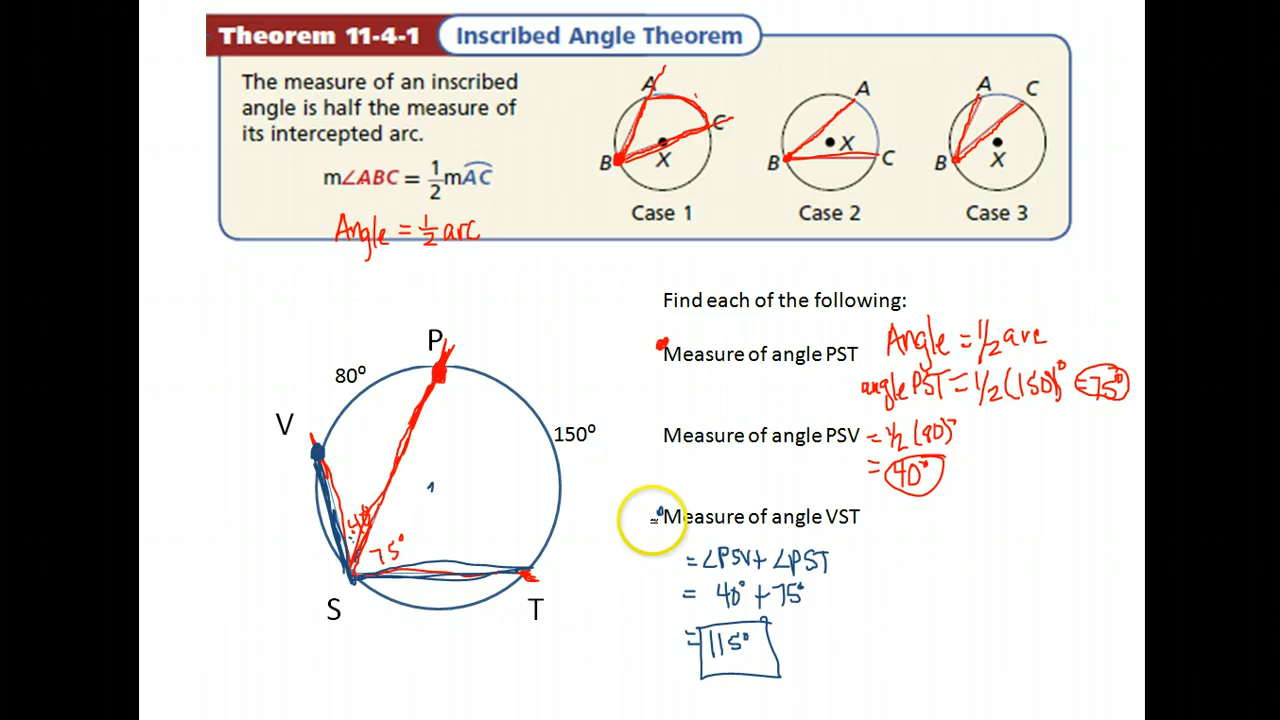 Theorem 11-4-1 Inscribed Angle Theorem
The measure of an inscribed
angle is half the measure of
its intercepted arc.
m∠ABC = 1/2 mAC
Angle = 1/2 arc
A
C
B
X
Case 1
A
X
B
C
Case 2
A
C
B
X
Case 3
Find each of the following:
Measure of angle PST
Angle = 1/2 arc
angle PST = 1/2 (150)° = 75°
Measure of angle PSV = 1/2 (80)°
= 40°
Measure of angle VST
= ∠PSV + ∠PST
= 40° + 75°
= 115°
P
80º
V
150º
40°
75°
S
T